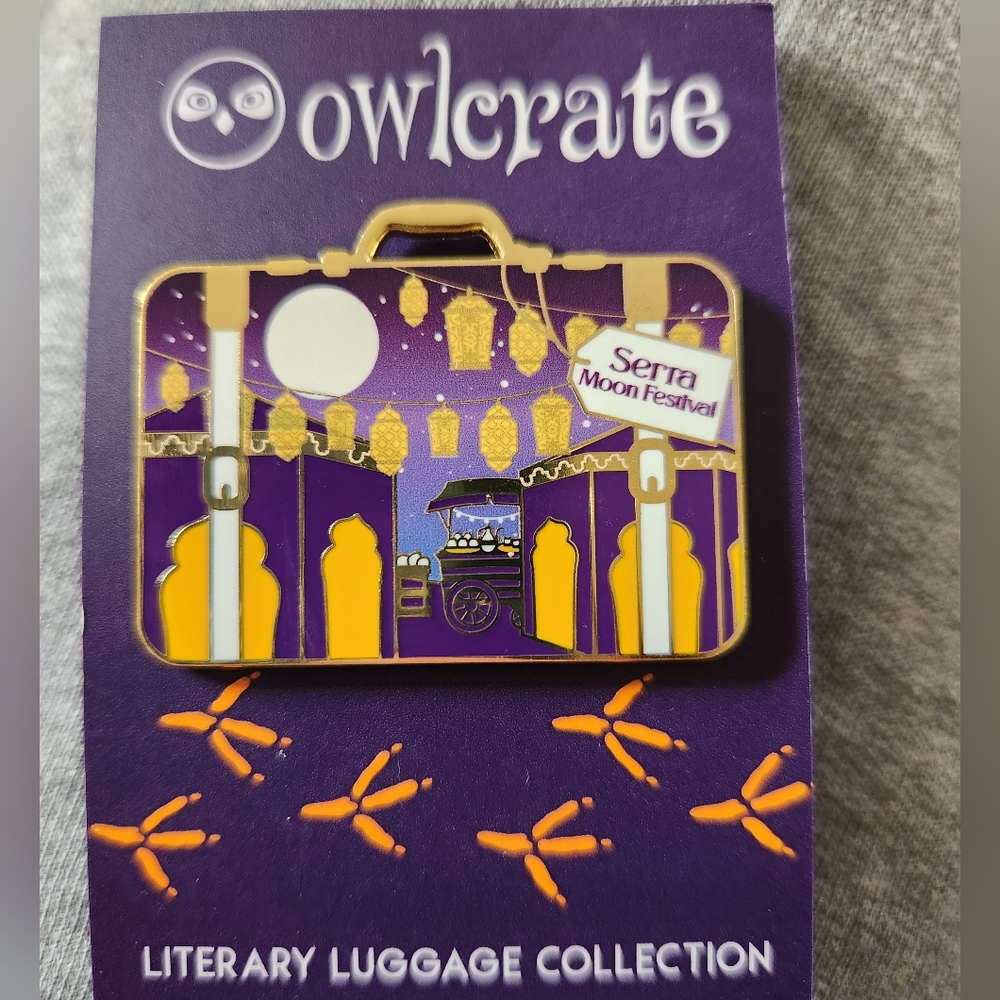 owlcrate
Serra
Moon Festival
LITERARY LUGGAGE COLLECTION